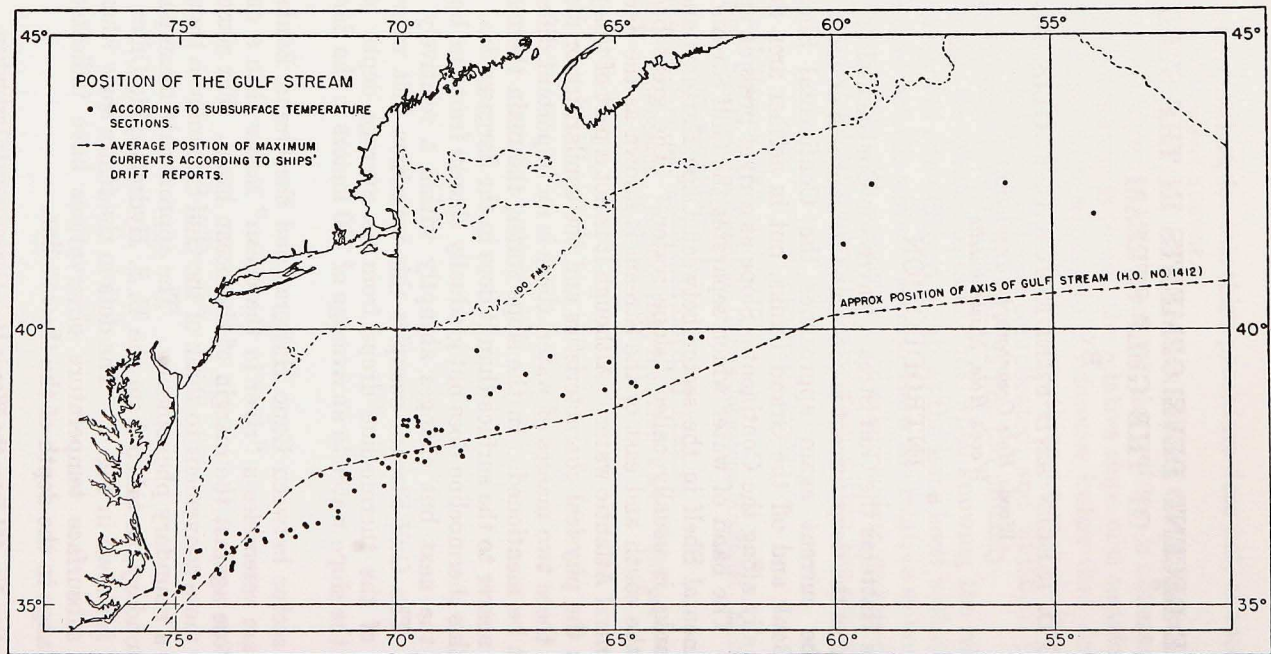 75° 70° 65° 60° 55°
45° 45°
POSITION OF THE GULF STREAM
• ACCORDING TO SUBSURFACE TEMPERATURE
SECTIONS.
AVERAGE POSITION OF MAXIMUM
CURRENTS ACCORDING TO SHIPS'
DRIFT REPORTS.
100 FMS.
APPROX POSITION OF AXIS OF GULF STREAM (H.O. NO. 1412)
40° 40°
35° 35°
75° 70° 65° 60° 55°